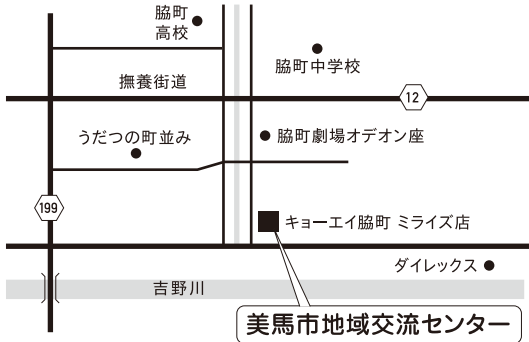 脇町
高校
脇町中学校
撫養街道
12
うだつの町並み
脇町劇場オデオン座
199
キョーエイ脇町 ミライズ店
ダイレックス
吉野川
美馬市地域交流センター